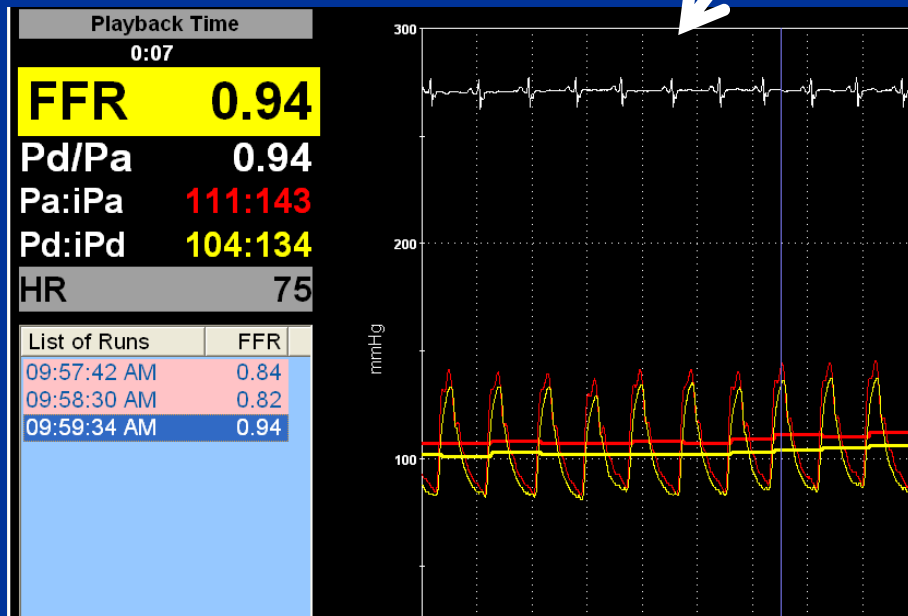 Playback Time
0:07
FFR 0.94
Pd/Pa 0.94
Pa:iPa 111:143
Pd:iPd 104:134
HR 75
List of Runs FFR
09:57:42 AM 0.84
09:58:30 AM 0.82
09:59:34 AM 0.94
300
200
mmHg
100